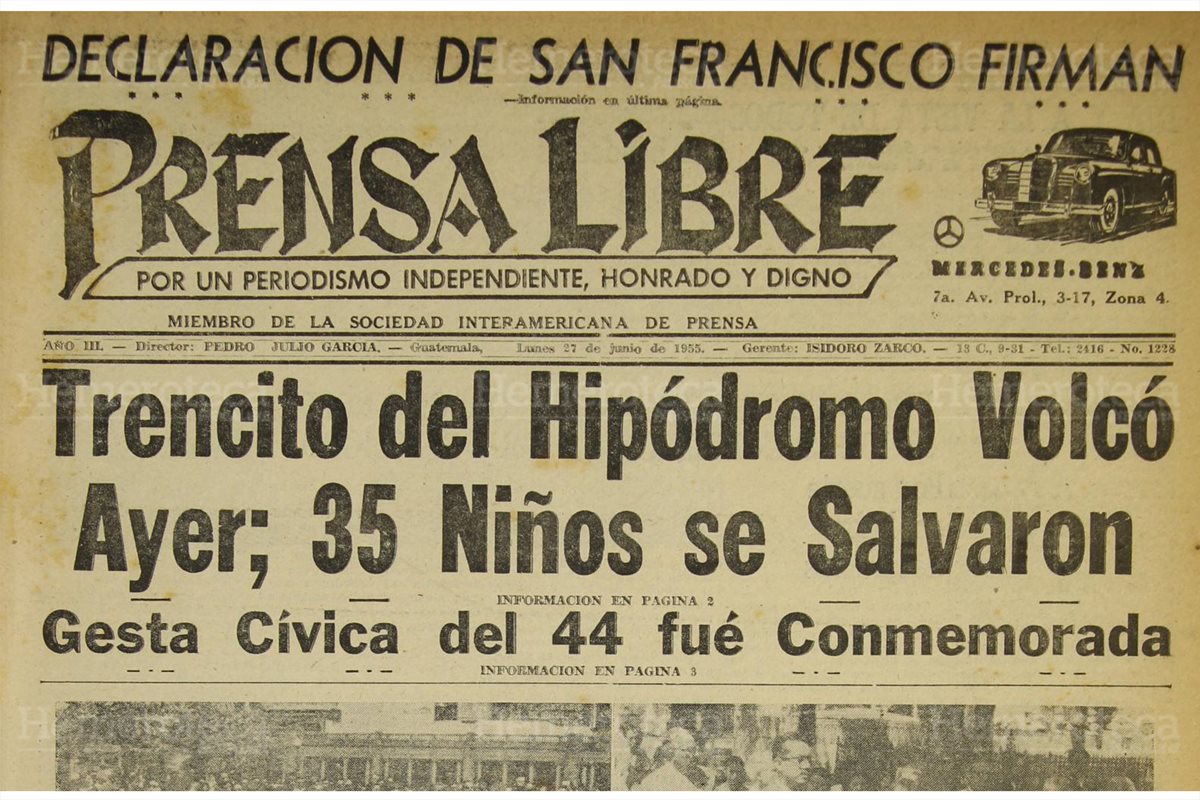 DECLARACION DE SAN FRANCISCO FIRMAN
* * * * * * —Información en última página. * * * * * *
PRENSA LIBRE
POR UN PERIODISMO INDEPENDIENTE, HONRADO Y DIGNO
MERCEDES-BENZ
7a. Av. Prol., 3-17, Zona 4.
MIEMBRO DE LA SOCIEDAD INTERAMERICANA DE PRENSA
AÑO III. — Director: PEDRO JULIO GARCIA. — Guatemala, Lunes 27 de junio de 1955. — Gerente: ISIDORO ZARCO. — 13 C., 9-31 - Tel.: 2416 - No. 1228
Trencito del Hipódromo Volcó
Ayer; 35 Niños se Salvaron
INFORMACION EN PAGINA 2
Gesta Cívica del 44 fué Conmemorada
INFORMACION EN PAGINA 3
Hemeroteca